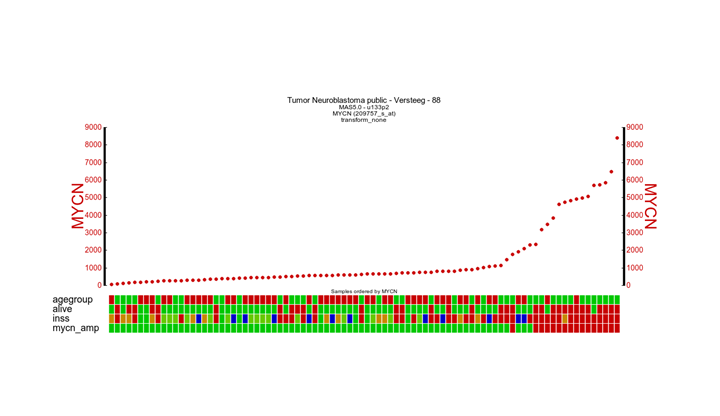 Tumor Neuroblastoma public - Versteeg - 88
MAS5.0 - u133p2
MYCN (209757_s_at)
transform_none
9000 9000
8000 8000
7000 7000
6000 6000
5000 5000
4000 4000
3000 3000
2000 2000
1000 1000
0 0
MYCN MYCN
Samples ordered by MYCN
agegroup
alive
inss
mycn_amp